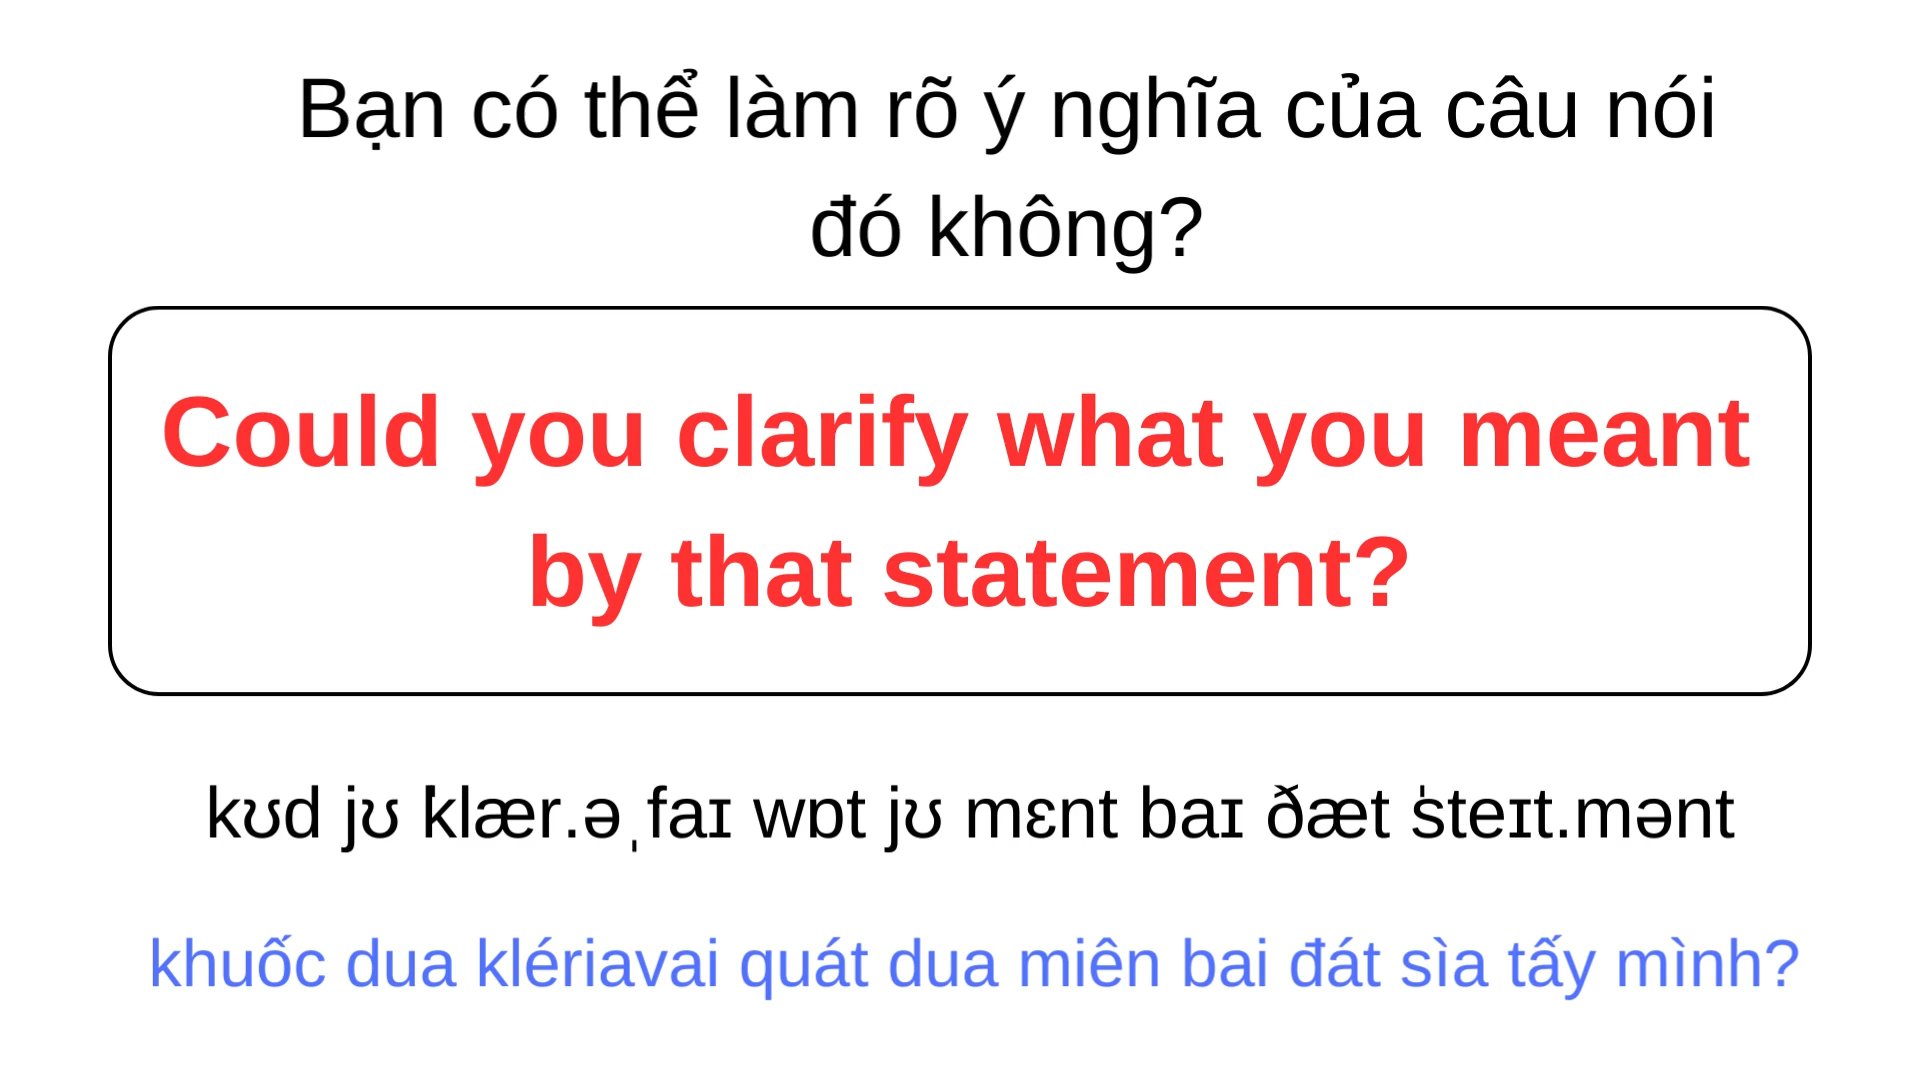 Bạn có thể làm rõ ý nghĩa của câu nói
đó không?
Could you clarify what you meant
by that statement?
kʊd jʊ ˈklær.əˌfaɪ wɒt jʊ mɛnt baɪ ðæt ˈsteɪt.mənt
khuốc dua klériavai quát dua miên bai đát sìa tấy mình?